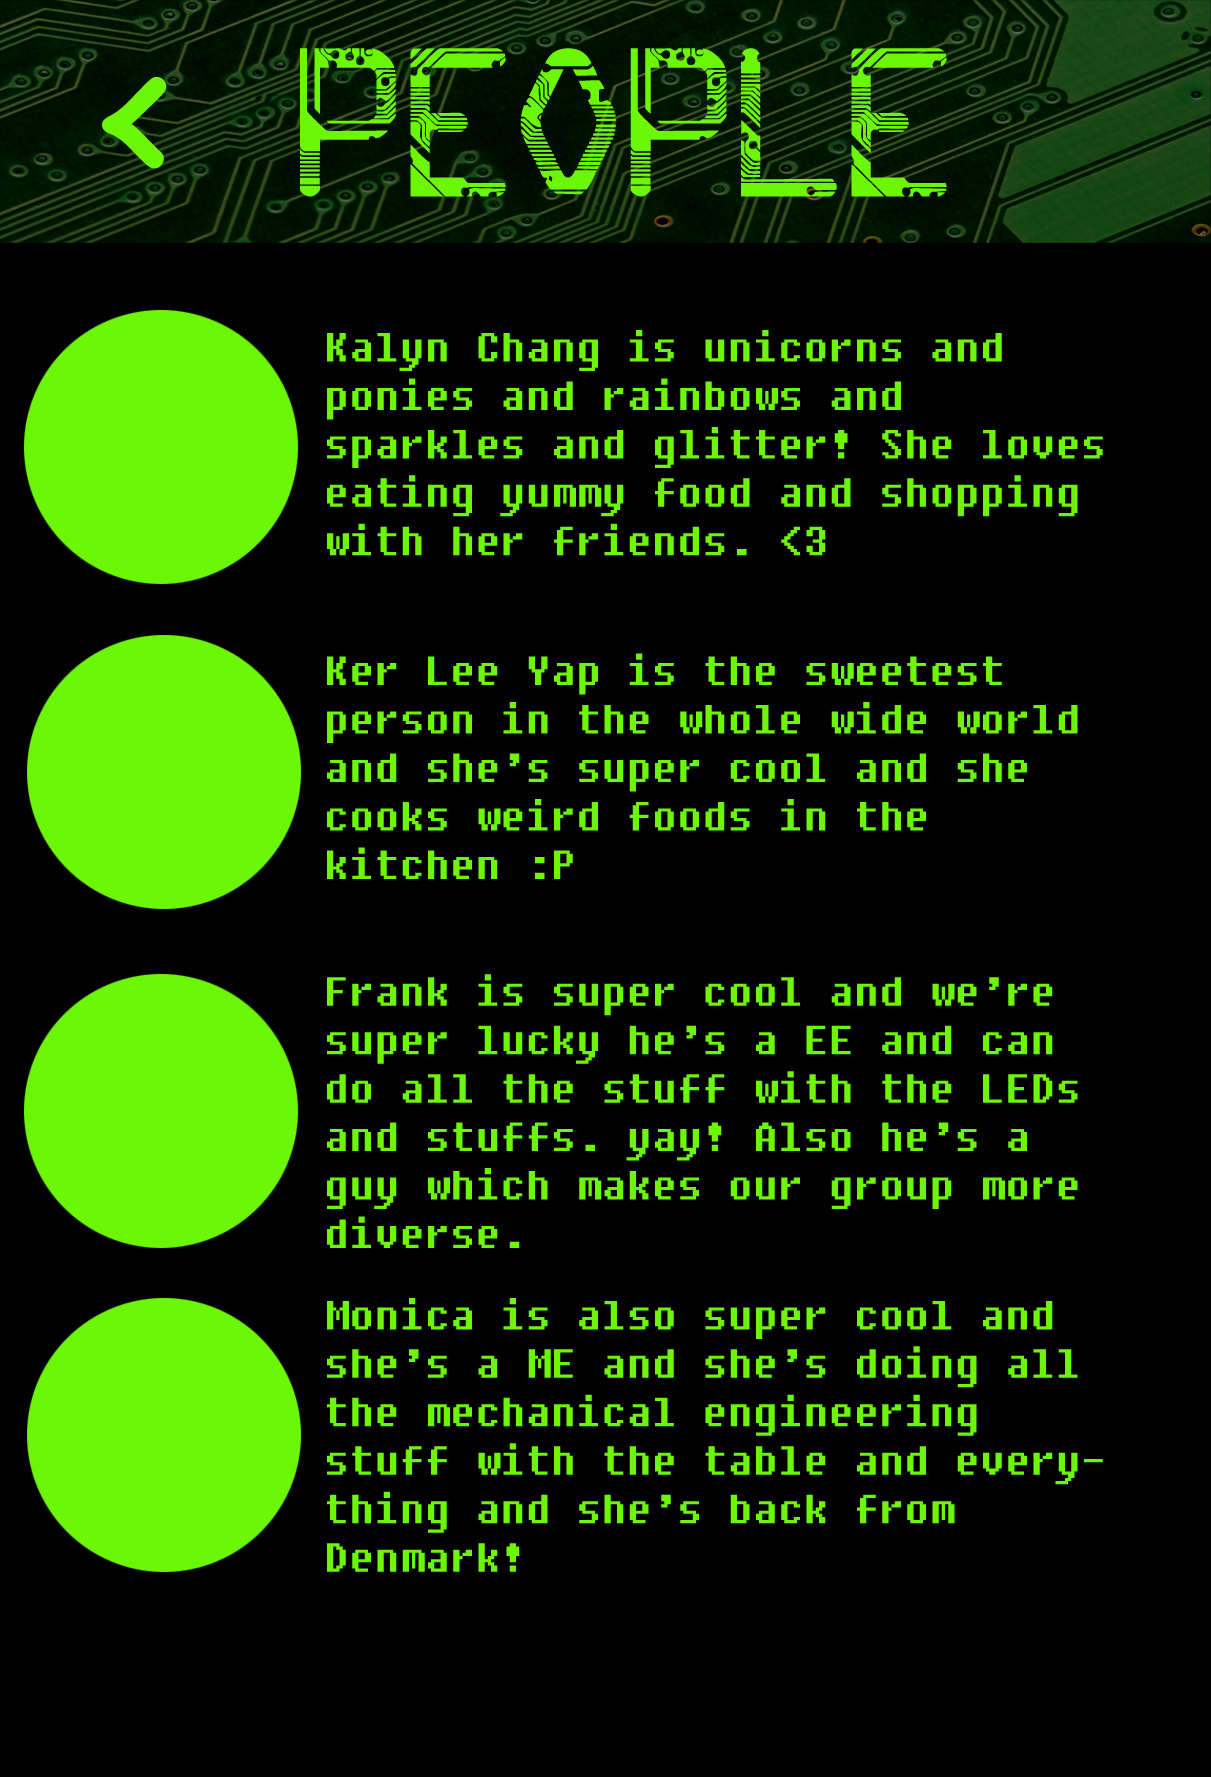 PEOPLE
Kalyn Chang is unicorns and
ponies and rainbows and
sparkles and glitter! She loves
eating yummy food and shopping
with her friends. <3
Ker Lee Yap is the sweetest
person in the whole wide world
and she’s super cool and she
cooks weird foods in the
kitchen :P
Frank is super cool and we’re
super lucky he’s a EE and can
do all the stuff with the LEDs
and stuffs. yay! Also he’s a
guy which makes our group more
diverse.
Monica is also super cool and
she’s a ME and she’s doing all
the mechanical engineering
stuff with the table and every-
thing and she’s back from
Denmark!